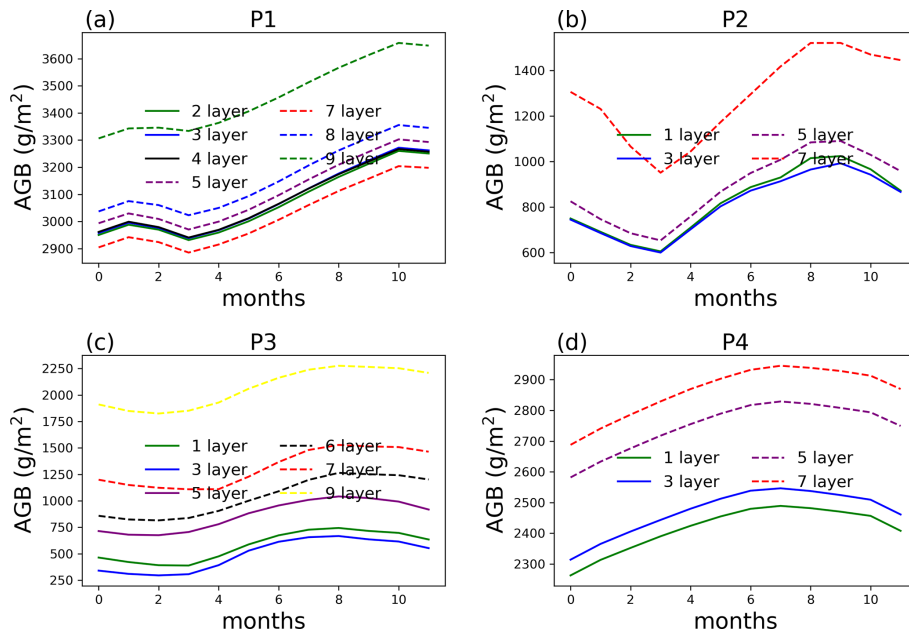 (a) P1
AGB (g/m²)
3600
3500
3400
3300
3200
3100
3000
2900
2 layer 7 layer
3 layer 8 layer
4 layer 9 layer
5 layer
0 2 4 6 8 10
months
(b) P2
AGB (g/m²)
1400
1200
1000
800
600
1 layer 5 layer
3 layer 7 layer
0 2 4 6 8 10
months
(c) P3
AGB (g/m²)
2250
2000
1750
1500
1250
1000
750
500
250
1 layer 6 layer
3 layer 7 layer
5 layer 9 layer
0 2 4 6 8 10
months
(d) P4
AGB (g/m²)
2900
2800
2700
2600
2500
2400
2300
1 layer 5 layer
3 layer 7 layer
0 2 4 6 8 10
months